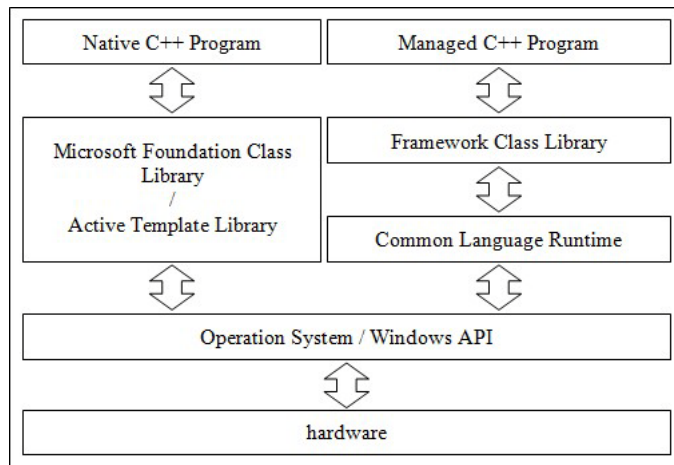 Native C++ Program
Managed C++ Program
Microsoft Foundation Class
Library
/
Active Template Library
Framework Class Library
Common Language Runtime
Operation System / Windows API
hardware